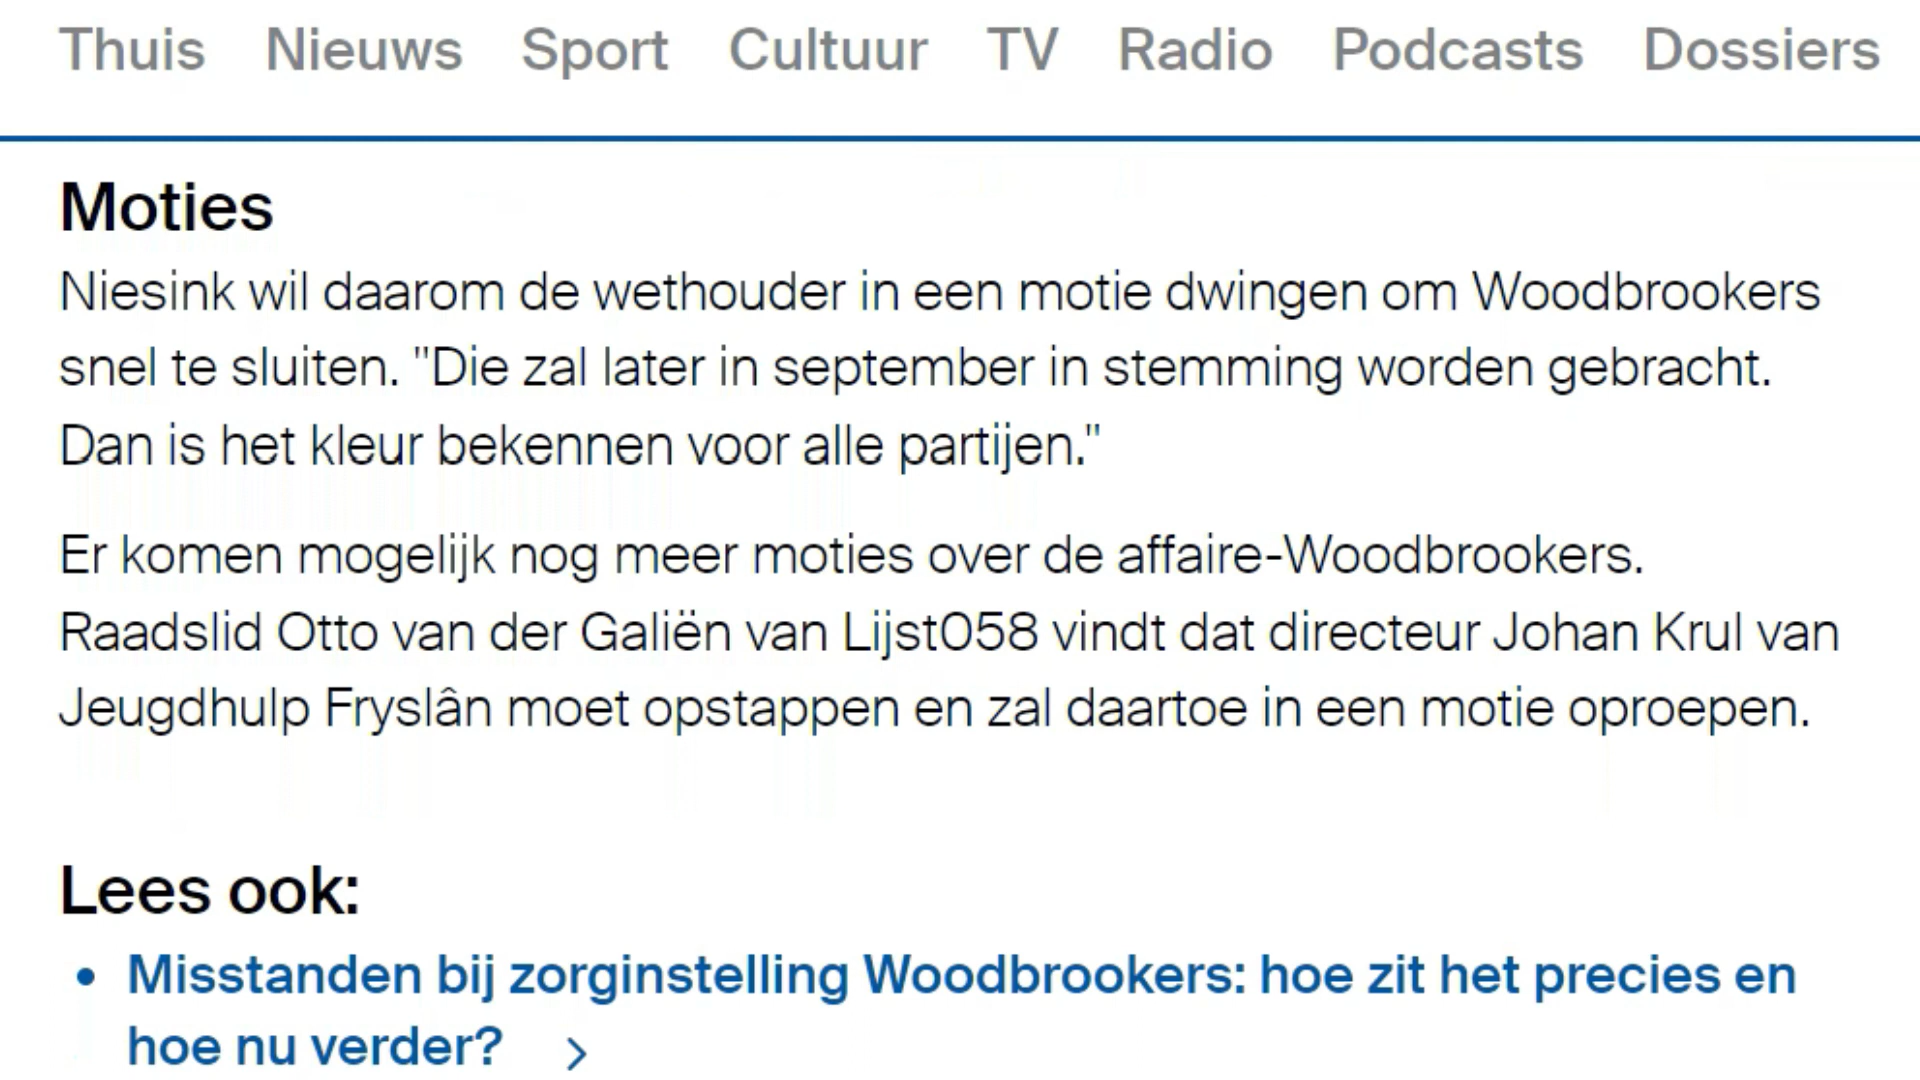 Thuis Nieuws Sport Cultuur TV Radio Podcasts Dossiers
Moties
Niesink wil daarom de wethouder in een motie dwingen om Woodbrookers
snel te sluiten. "Die zal later in september in stemming worden gebracht.
Dan is het kleur bekennen voor alle partijen."
Er komen mogelijk nog meer moties over de affaire-Woodbrookers.
Raadslid Otto van der Galiën van Lijst058 vindt dat directeur Johan Krul van
Jeugdhulp Fryslân moet opstappen en zal daartoe in een motie oproepen.
Lees ook:
• Misstanden bij zorginstelling Woodbrookers: hoe zit het precies en
hoe nu verder?